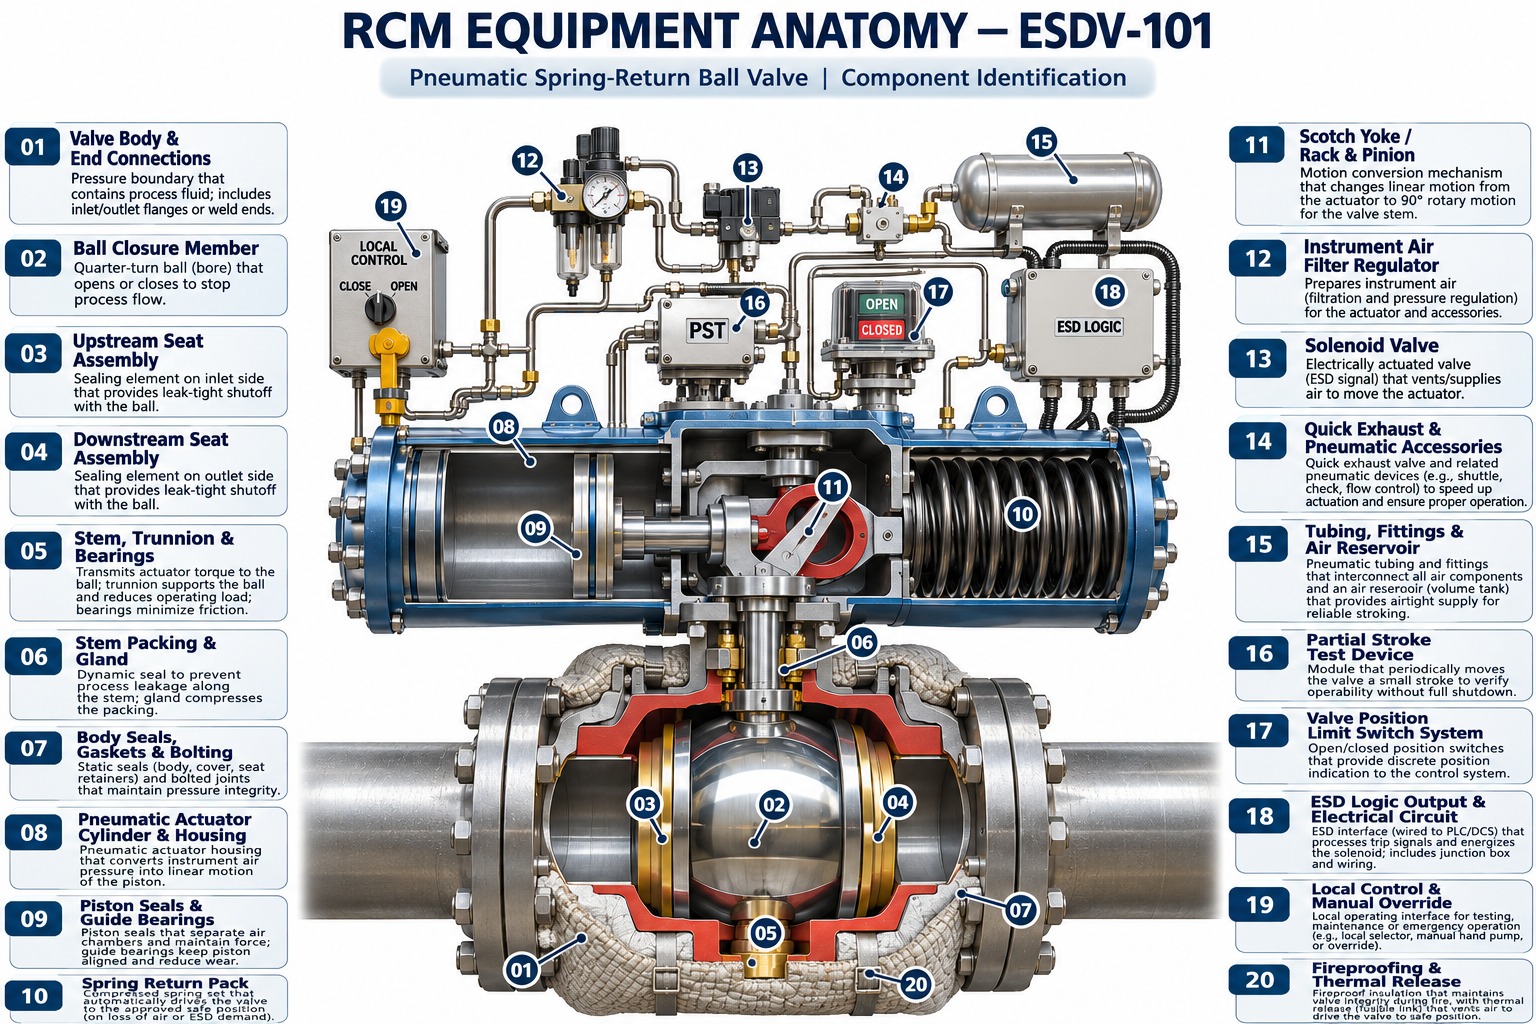 RCM EQUIPMENT ANATOMY – ESDV-101
Pneumatic Spring-Return Ball Valve | Component Identification
01
Valve Body &
End Connections
Pressure boundary that
contains process fluid; includes
inlet/outlet flanges or weld ends.
02
Ball Closure Member
Quarter-turn ball (bore) that
opens or closes to stop
process flow.
03
Upstream Seat
Assembly
Sealing element on inlet side
that provides leak-tight shutoff
with the ball.
04
Downstream Seat
Assembly
Sealing element on outlet side
that provides leak-tight shutoff
with the ball.
05
Stem, Trunnion &
Bearings
Transmits actuator torque to the
ball; trunnion supports the ball
and reduces operating load;
bearings minimize friction.
06
Stem Packing &
Gland
Dynamic seal to prevent
process leakage along
the stem; gland compresses
the packing.
07
Body Seals,
Gaskets & Bolting
Static seals (body, cover, seat
retainers) and bolted joints
that maintain pressure integrity.
08
Pneumatic Actuator
Cylinder & Housing
Pneumatic actuator housing
that converts instrument air
pressure into linear motion
of the piston.
09
Piston Seals &
Guide Bearings
Piston seals that separate air
chambers and maintain force;
guide bearings keep piston
aligned and reduce wear.
10
Spring Return Pack
Compressed spring set that
automatically drives the valve
to the approved safe position
(on loss of air or ESD demand).
19
LOCAL
CONTROL
CLOSE
OPEN
12
13
14
15
16
PST
17
OPEN
CLOSED
18
ESD LOGIC
08
09
11
10
06
03
02
04
05
07
01
20
11
Scotch Yoke /
Rack & Pinion
Motion conversion mechanism
that changes linear motion from
the actuator to 90° rotary motion
for the valve stem.
12
Instrument Air
Filter Regulator
Prepares instrument air
(filtration and pressure regulation)
for the actuator and accessories.
13
Solenoid Valve
Electrically actuated valve
(ESD signal) that vents/supplies
air to move the actuator.
14
Quick Exhaust &
Pneumatic Accessories
Quick exhaust valve and related
pneumatic devices (e.g., shuttle,
check, flow control) to speed up
actuation and ensure proper operation.
15
Tubing, Fittings &
Air Reservoir
Pneumatic tubing and fittings
that interconnect all air components
and an air reserooir (volume tank)
that provides airtight supply for
reliable stroking.
16
Partial Stroke
Test Device
Module that periodically moves
the valve a small stroke to verify
operability without full shutdown.
17
Valve Position
Limit Switch System
Open/closed position switches
that provide discrete position
indication to the control system.
18
ESD Logic Output &
Electrical Circuit
ESD interface (wired to PLC/DCS) that
processes trip signals and energizes
the solenoid; includes junction box
and wiring.
19
Local Control &
Manual Override
Local operating interface for testing,
maintenance or emergency operation
(e.g., local selector, manual hand pump,
or override).
20
Fireproofing &
Thermal Release
Fireproof insulation that maintains
valve integrity during fire, with thermal
release (fusible link) that vents air to
drive the valve to safe position.